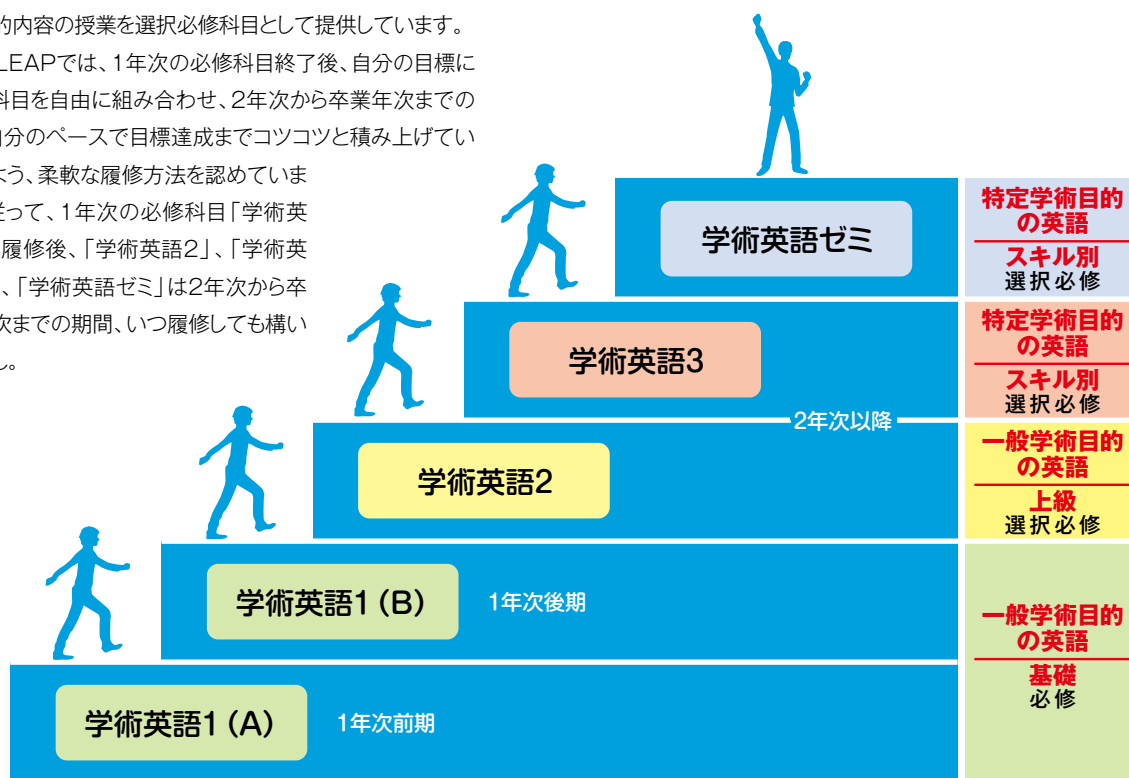 的内容の授業を選択必修科目として提供しています。
LEAPでは、1年次の必修科目終了後、自分の目標に
科目を自由に組み合わせ、2年次から卒業年次までの
自分のペースで目標達成までコツコツと積み上げてい
よう、柔軟な履修方法を認めていま
従って、1年次の必修科目「学術英
履修後、「学術英語2」、「学術英
、「学術英語ゼミ」は2年次から卒
次までの期間、いつ履修しても構い
し。
学術英語ゼミ
特定学術目的
の英語
スキル別
選択必修
学術英語3
2年次以降
特定学術目的
の英語
スキル別
選択必修
学術英語2
一般学術目的
の英語
上級
選択必修
学術英語1(B)
1年次後期
学術英語1(A)
1年次前期
一般学術目的
の英語
基礎
必修